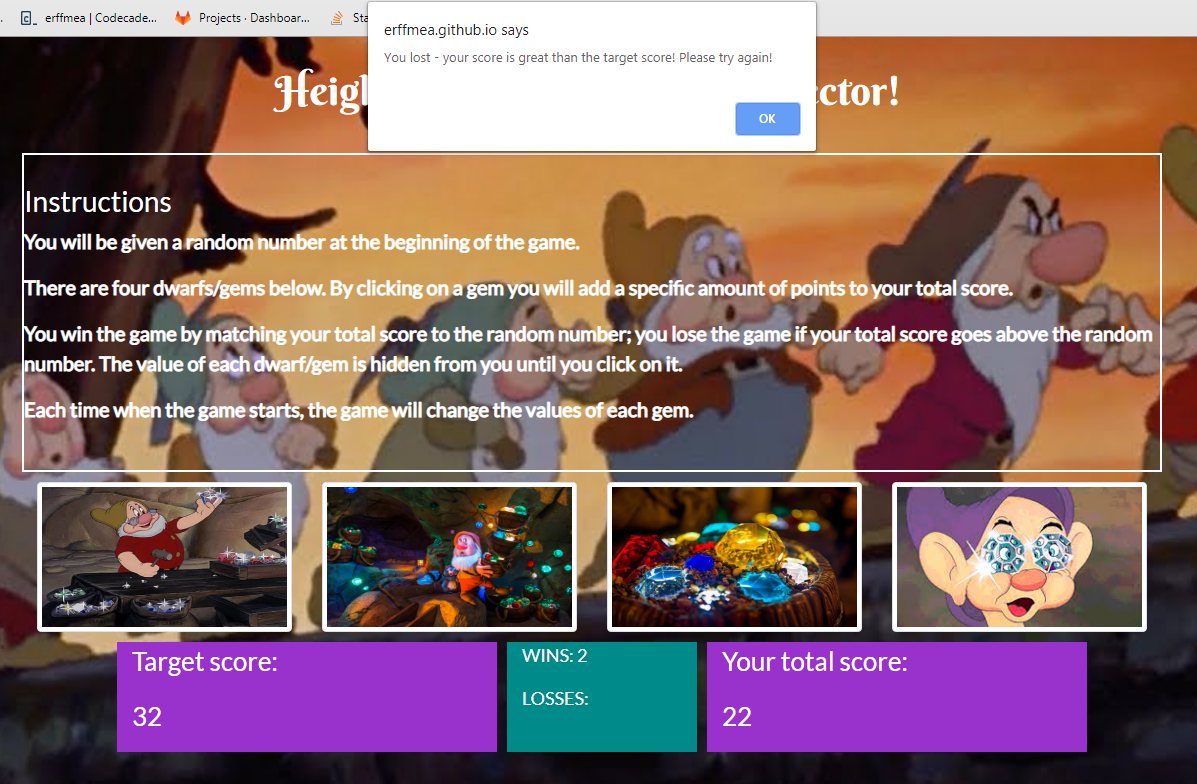 erffmea | Codecade...
Projects · Dashboar...
Sta
erffmea.github.io says
You lost - your score is great than the target score! Please try again!
OK
Heigh
ector!
Instructions
You will be given a random number at the beginning of the game.
There are four dwarfs/gems below. By clicking on a gem you will add a specific amount of points to your total score.
You win the game by matching your total score to the random number; you lose the game if your total score goes above the random
number. The value of each dwarf/gem is hidden from you until you click on it.
Each time when the game starts, the game will change the values of each gem.
Target score:
32
WINS: 2
LOSSES:
Your total score:
22